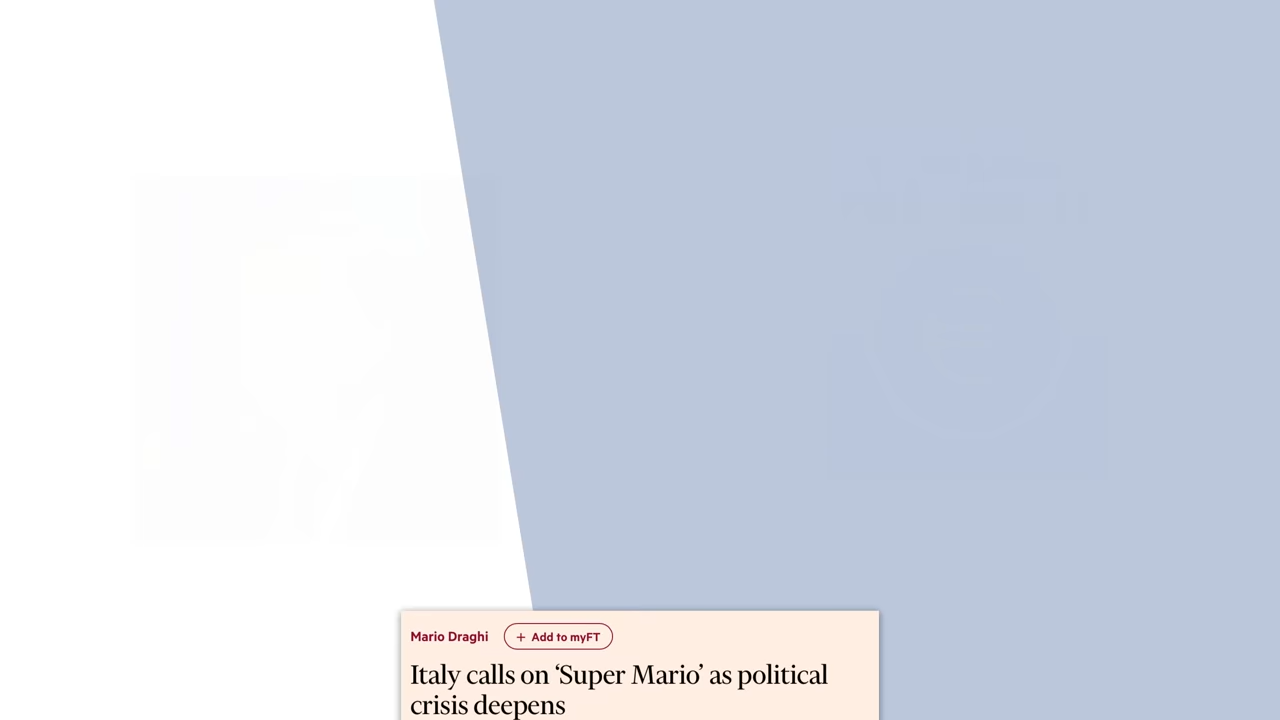 Mario Draghi
+ Add to myFT
Italy calls on ‘Super Mario’ as political
crisis deepens